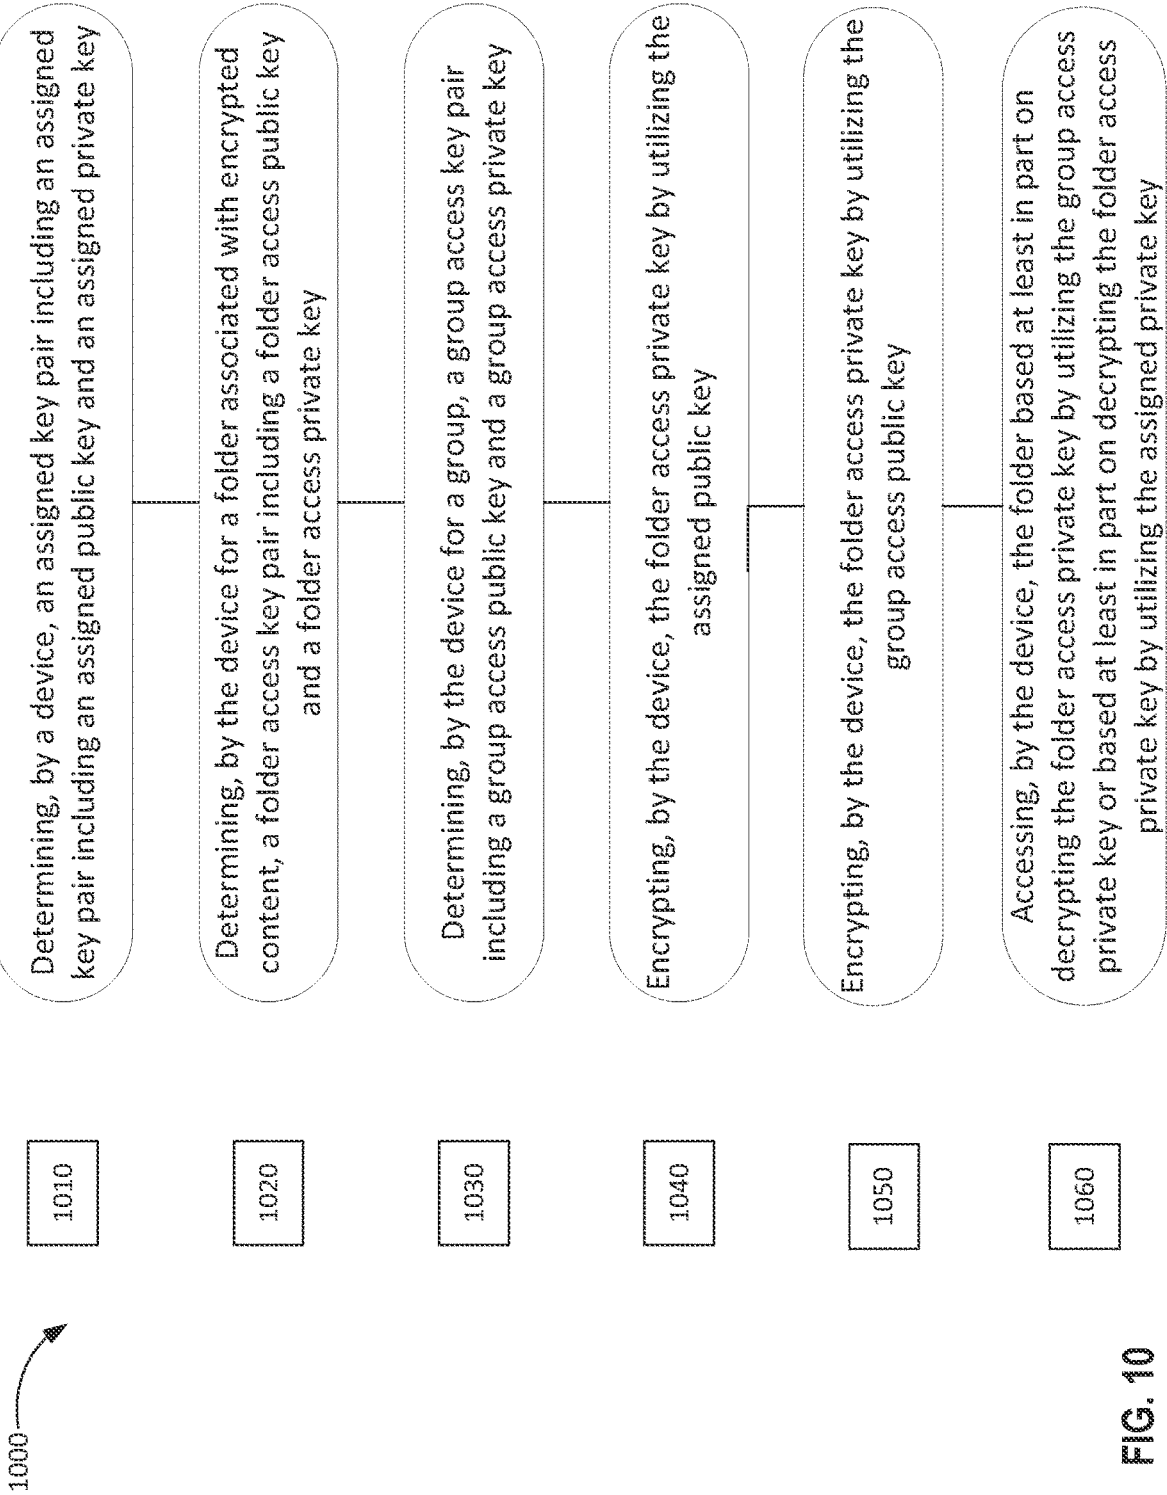 1000
1010
Determining, by a device, an assigned key pair including an assigned
key pair including an assigned public key and an assigned private key
1020
Determining, by the device for a folder associated with encrypted
content, a folder access key pair including a folder access public key
and a folder access private key
1030
Determining, by the device for a group, a group access key pair
including a group access public key and a group access private key
1040
Encrypting, by the device, the folder access private key by utilizing the
assigned public key
1050
Encrypting, by the device, the folder access private key by utilizing the
group access public key
1060
Accessing, by the device, the folder based at least in part on
decrypting the folder access private key by utilizing the group access
private key or based at least in part on decrypting the folder access
private key by utilizing the assigned private key
FIG. 10